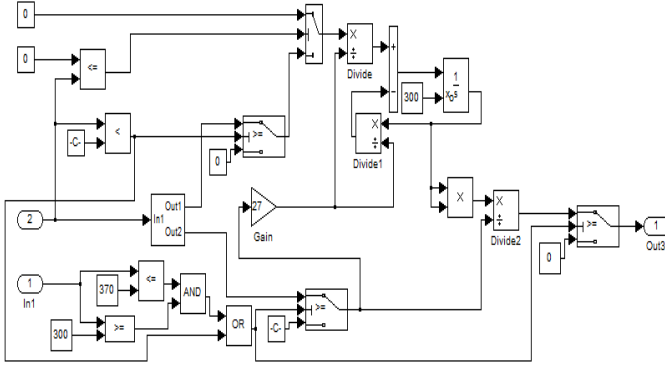 0
0
<=
-C-
<
2
In1
Out1
Out2
>=
0
X
÷
Divide
+
-
300
1
xo s
X
÷
Divide1
27
Gain
X
X
÷
Divide2
>=
0
1
Out3
1
In1
370
<=
300
>=
AND
OR
-C-
>=